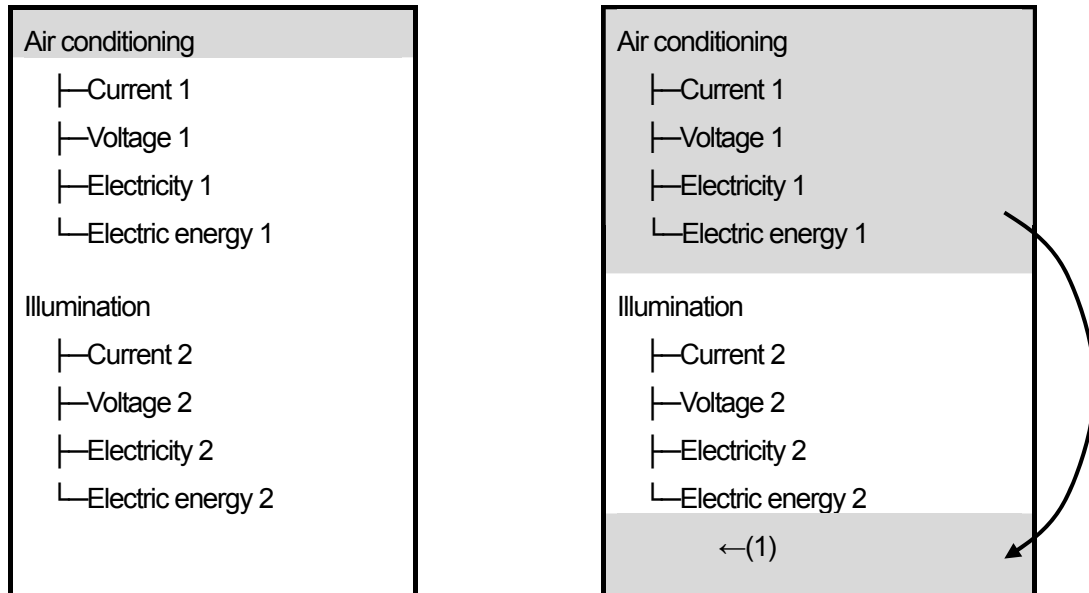 Air conditioning
├─Current 1
├─Voltage 1
├─Electricity 1
└─Electric energy 1
Illumination
├─Current 2
├─Voltage 2
├─Electricity 2
└─Electric energy 2
Air conditioning
├─Current 1
├─Voltage 1
├─Electricity 1
└─Electric energy 1
Illumination
├─Current 2
├─Voltage 2
├─Electricity 2
└─Electric energy 2
←(1)